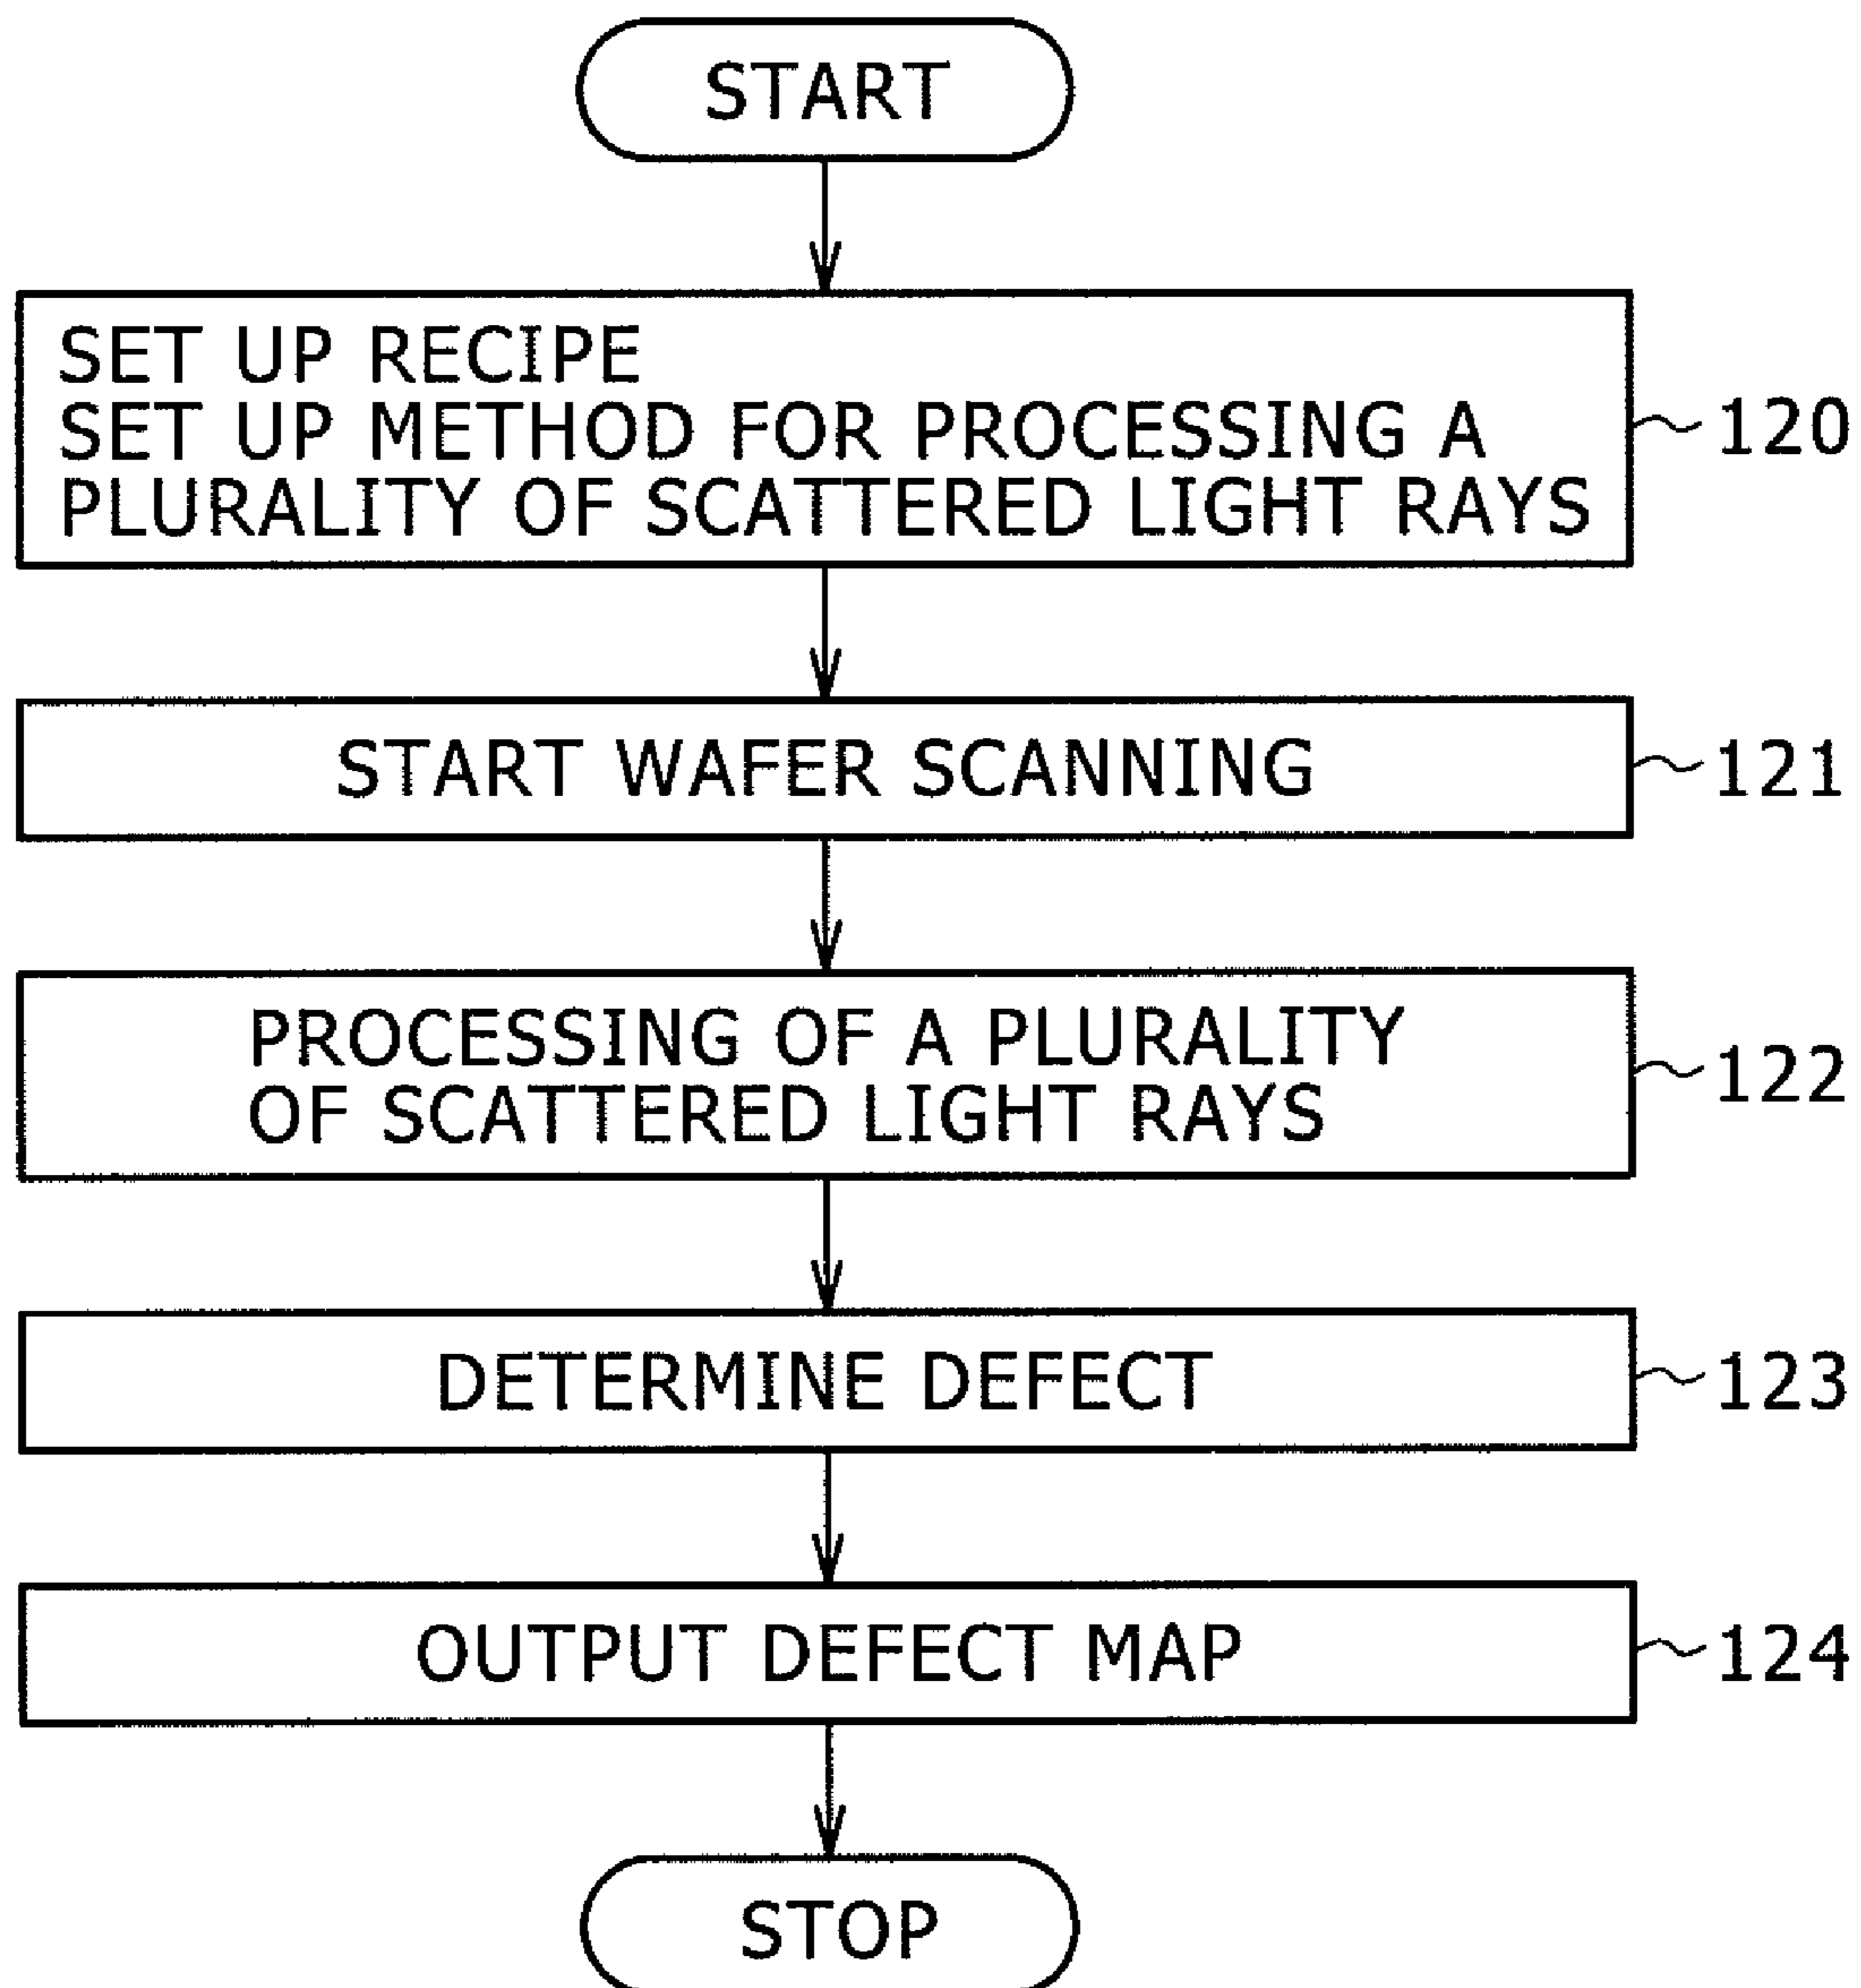 START
SET UP RECIPE
SET UP METHOD FOR PROCESSING A
PLURALITY OF SCATTERED LIGHT RAYS
120
START WAFER SCANNING
121
PROCESSING OF A PLURALITY
OF SCATTERED LIGHT RAYS
122
DETERMINE DEFECT
123
OUTPUT DEFECT MAP
124
STOP